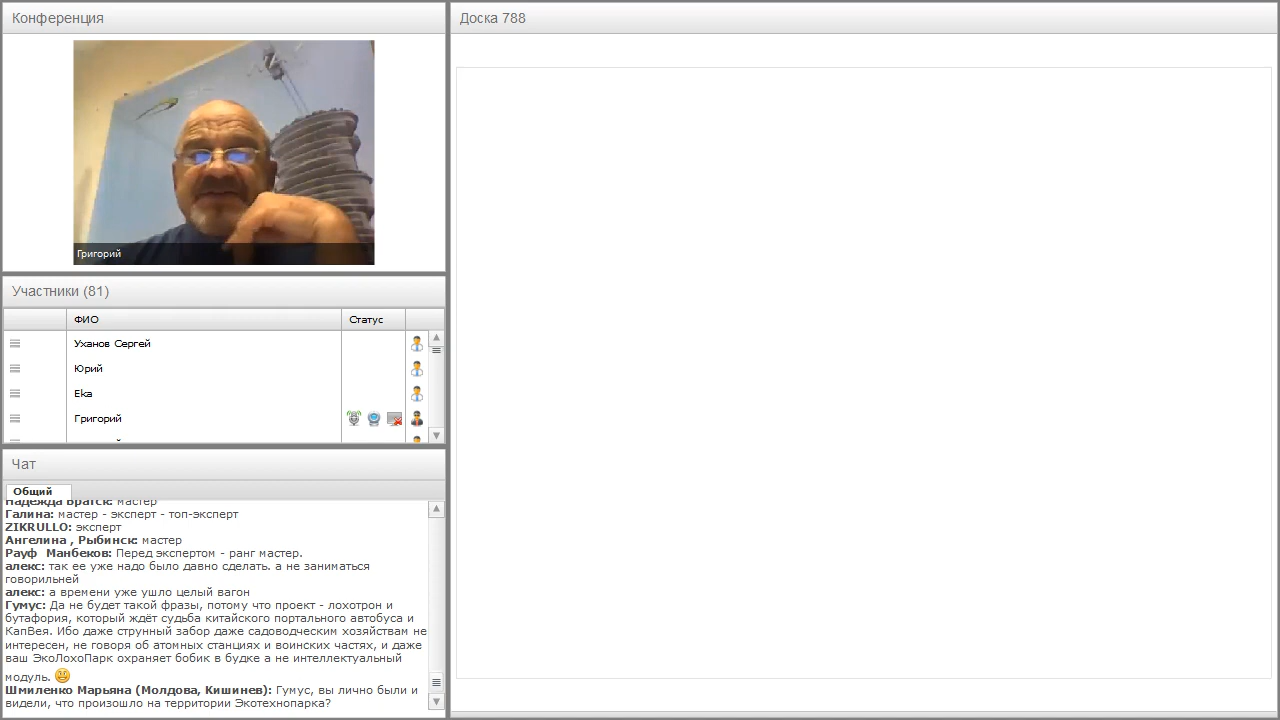 Конференция
Григорий
Участники (81)
ФИО
Статус
Уханов Сергей
Юрий
Eka
Григорий
Чат
Общий
Надежда Братск: мастер
Галина: мастер - эксперт - топ-эксперт
ZIKRULLO: эксперт
Ангелина , Рыбинск: мастер
Рауф Манбеков: Перед экспертом - ранг мастер.
алекс: так ее уже надо было давно сделать. а не заниматься
говорильней
алекс: а времени уже ушло целый вагон
Гумус: Да не будет такой фразы, потому что проект - лохотрон и
бутафория, который ждёт судьба китайского портального автобуса и
КапВея. Ибо даже струнный забор даже садоводческим хозяйствам не
интересен, не говоря об атомных станциях и воинских частях, и даже
ваш ЭкоЛохоПарк охраняет бобик в будке а не интеллектуальный
модуль.
Шмиленко Марьяна (Молдова, Кишинев): Гумус, вы лично были и
видели, что произошло на территории Экотехнопарка?
Доска 788